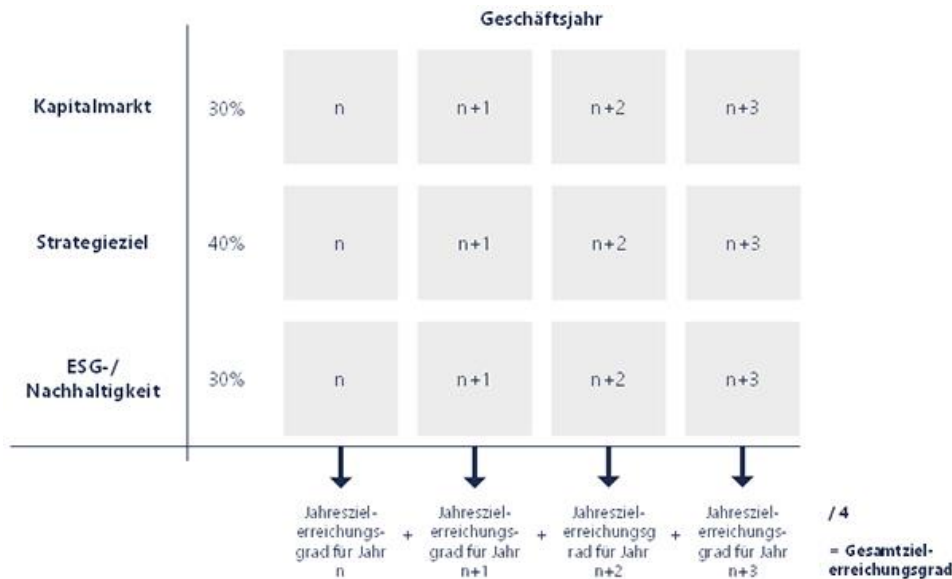 Geschäftsjahr
Kapitalmarkt 30% n n+1 n+2 n+3
Strategieziel 40% n n+1 n+2 n+3
ESG-/
Nachhaltigkeit
30% n n+1 n+2 n+3
Jahresziel-
erreichungs-
grad für Jahr
n
+
Jahresziel-
erreichungs-
grad für Jahr
n+1
+
Jahresziel-
erreichungsg
rad für Jahr
n+2
+
Jahresziel-
erreichungs-
grad für Jahr
n+3
/ 4
= Gesamtziel-
erreichungsgrad